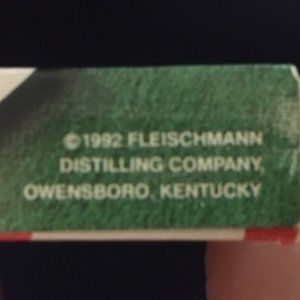 ©1992 FLEISCHMANN
DISTILLING COMPANY,
OWENSBORO, KENTUCKY